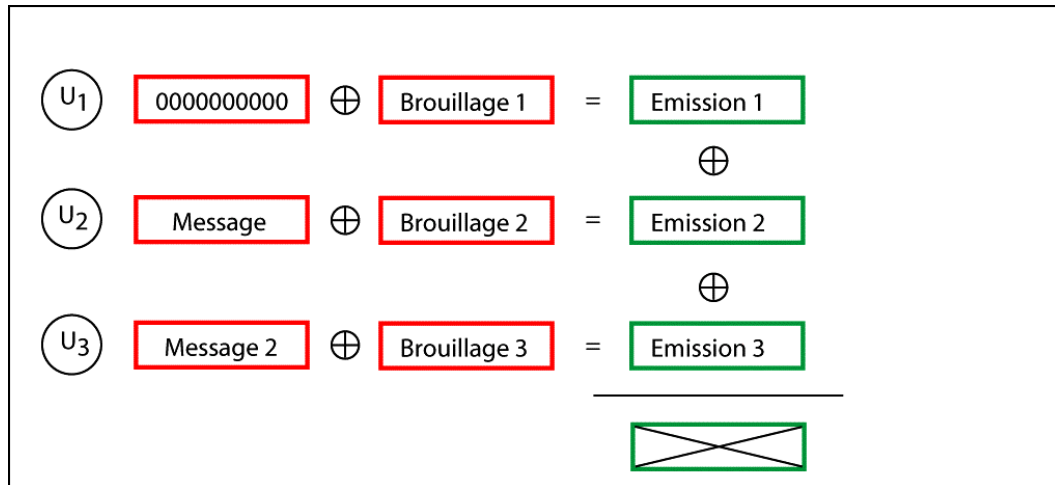 U1 0000000000 ⊕ Brouillage 1 = Emission 1
⊕
U2 Message ⊕ Brouillage 2 = Emission 2
⊕
U3 Message 2 ⊕ Brouillage 3 = Emission 3